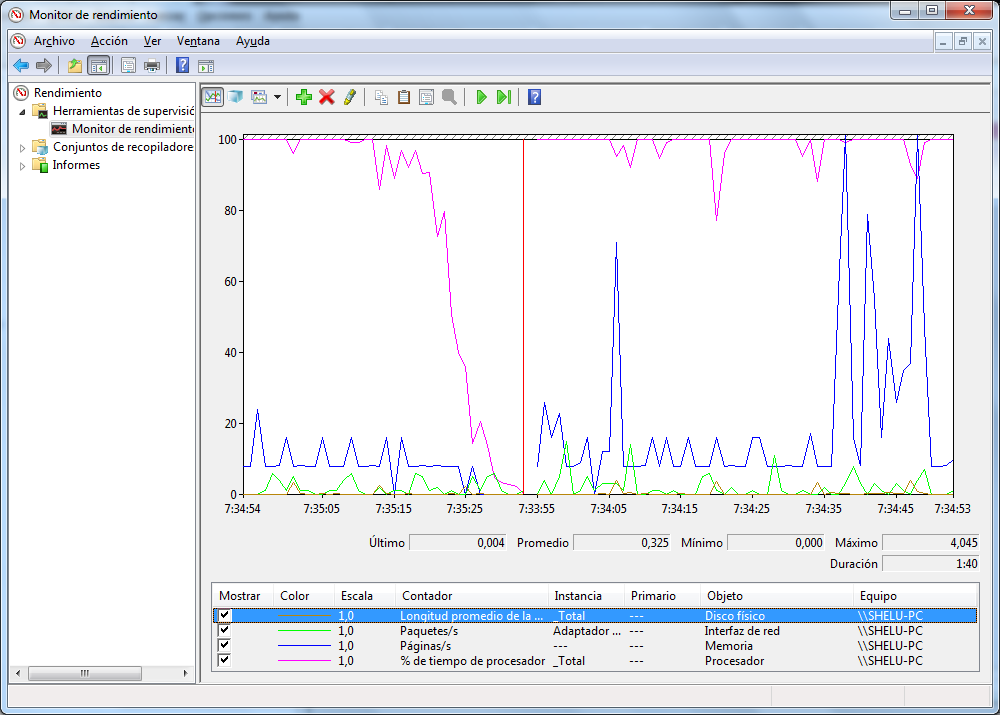 Monitor de rendimiento
Archivo Acción Ver Ventana Ayuda
Rendimiento
Herramientas de supervisió
Monitor de rendimiento
Conjuntos de recopiladore
Informes
100
80
60
40
20
0
7:34:54 7:35:05 7:35:15 7:35:25 7:33:55 7:34:05 7:34:15 7:34:25 7:34:35 7:34:45 7:34:53
Último 0,004 Promedio 0,325 Mínimo 0,000 Máximo 4,045
Duración 1:40
Mostrar Color Escala Contador Instancia Primario Objeto Equipo
1,0 Longitud promedio de la ... _Total --- Disco físico \\SHELU-PC
1,0 Paquetes/s Adaptador ... --- Interfaz de red \\SHELU-PC
1,0 Páginas/s --- --- Memoria \\SHELU-PC
1,0 % de tiempo de procesador _Total --- Procesador \\SHELU-PC